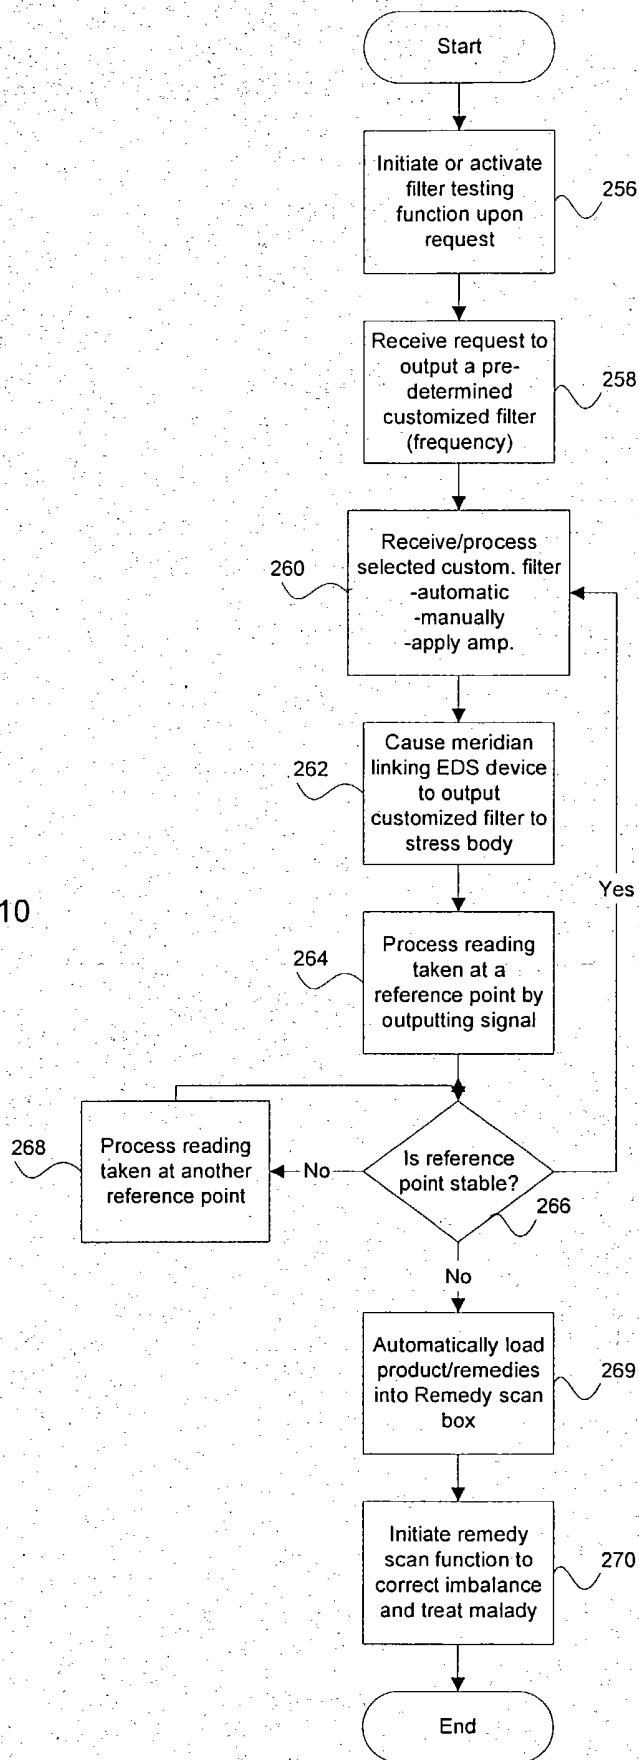 Start
Initiate or activate
filter testing
function upon
request
256
Receive request to
output a pre-
determined
customized filter
(frequency)
258
Receive/process
selected custom. filter
-automatic
-manually
-apply amp.
260
Cause meridian
linking EDS device
to output
customized filter to
stress body
262
Yes
10
Process reading
taken at a
reference point by
outputting signal
264
Process reading
taken at another
reference point
268
No
Is reference
point stable?
266
No
Automatically load
product/remedies
into Remedy scan
box
269
Initiate remedy
scan function to
correct imbalance
and treat malady
270
End